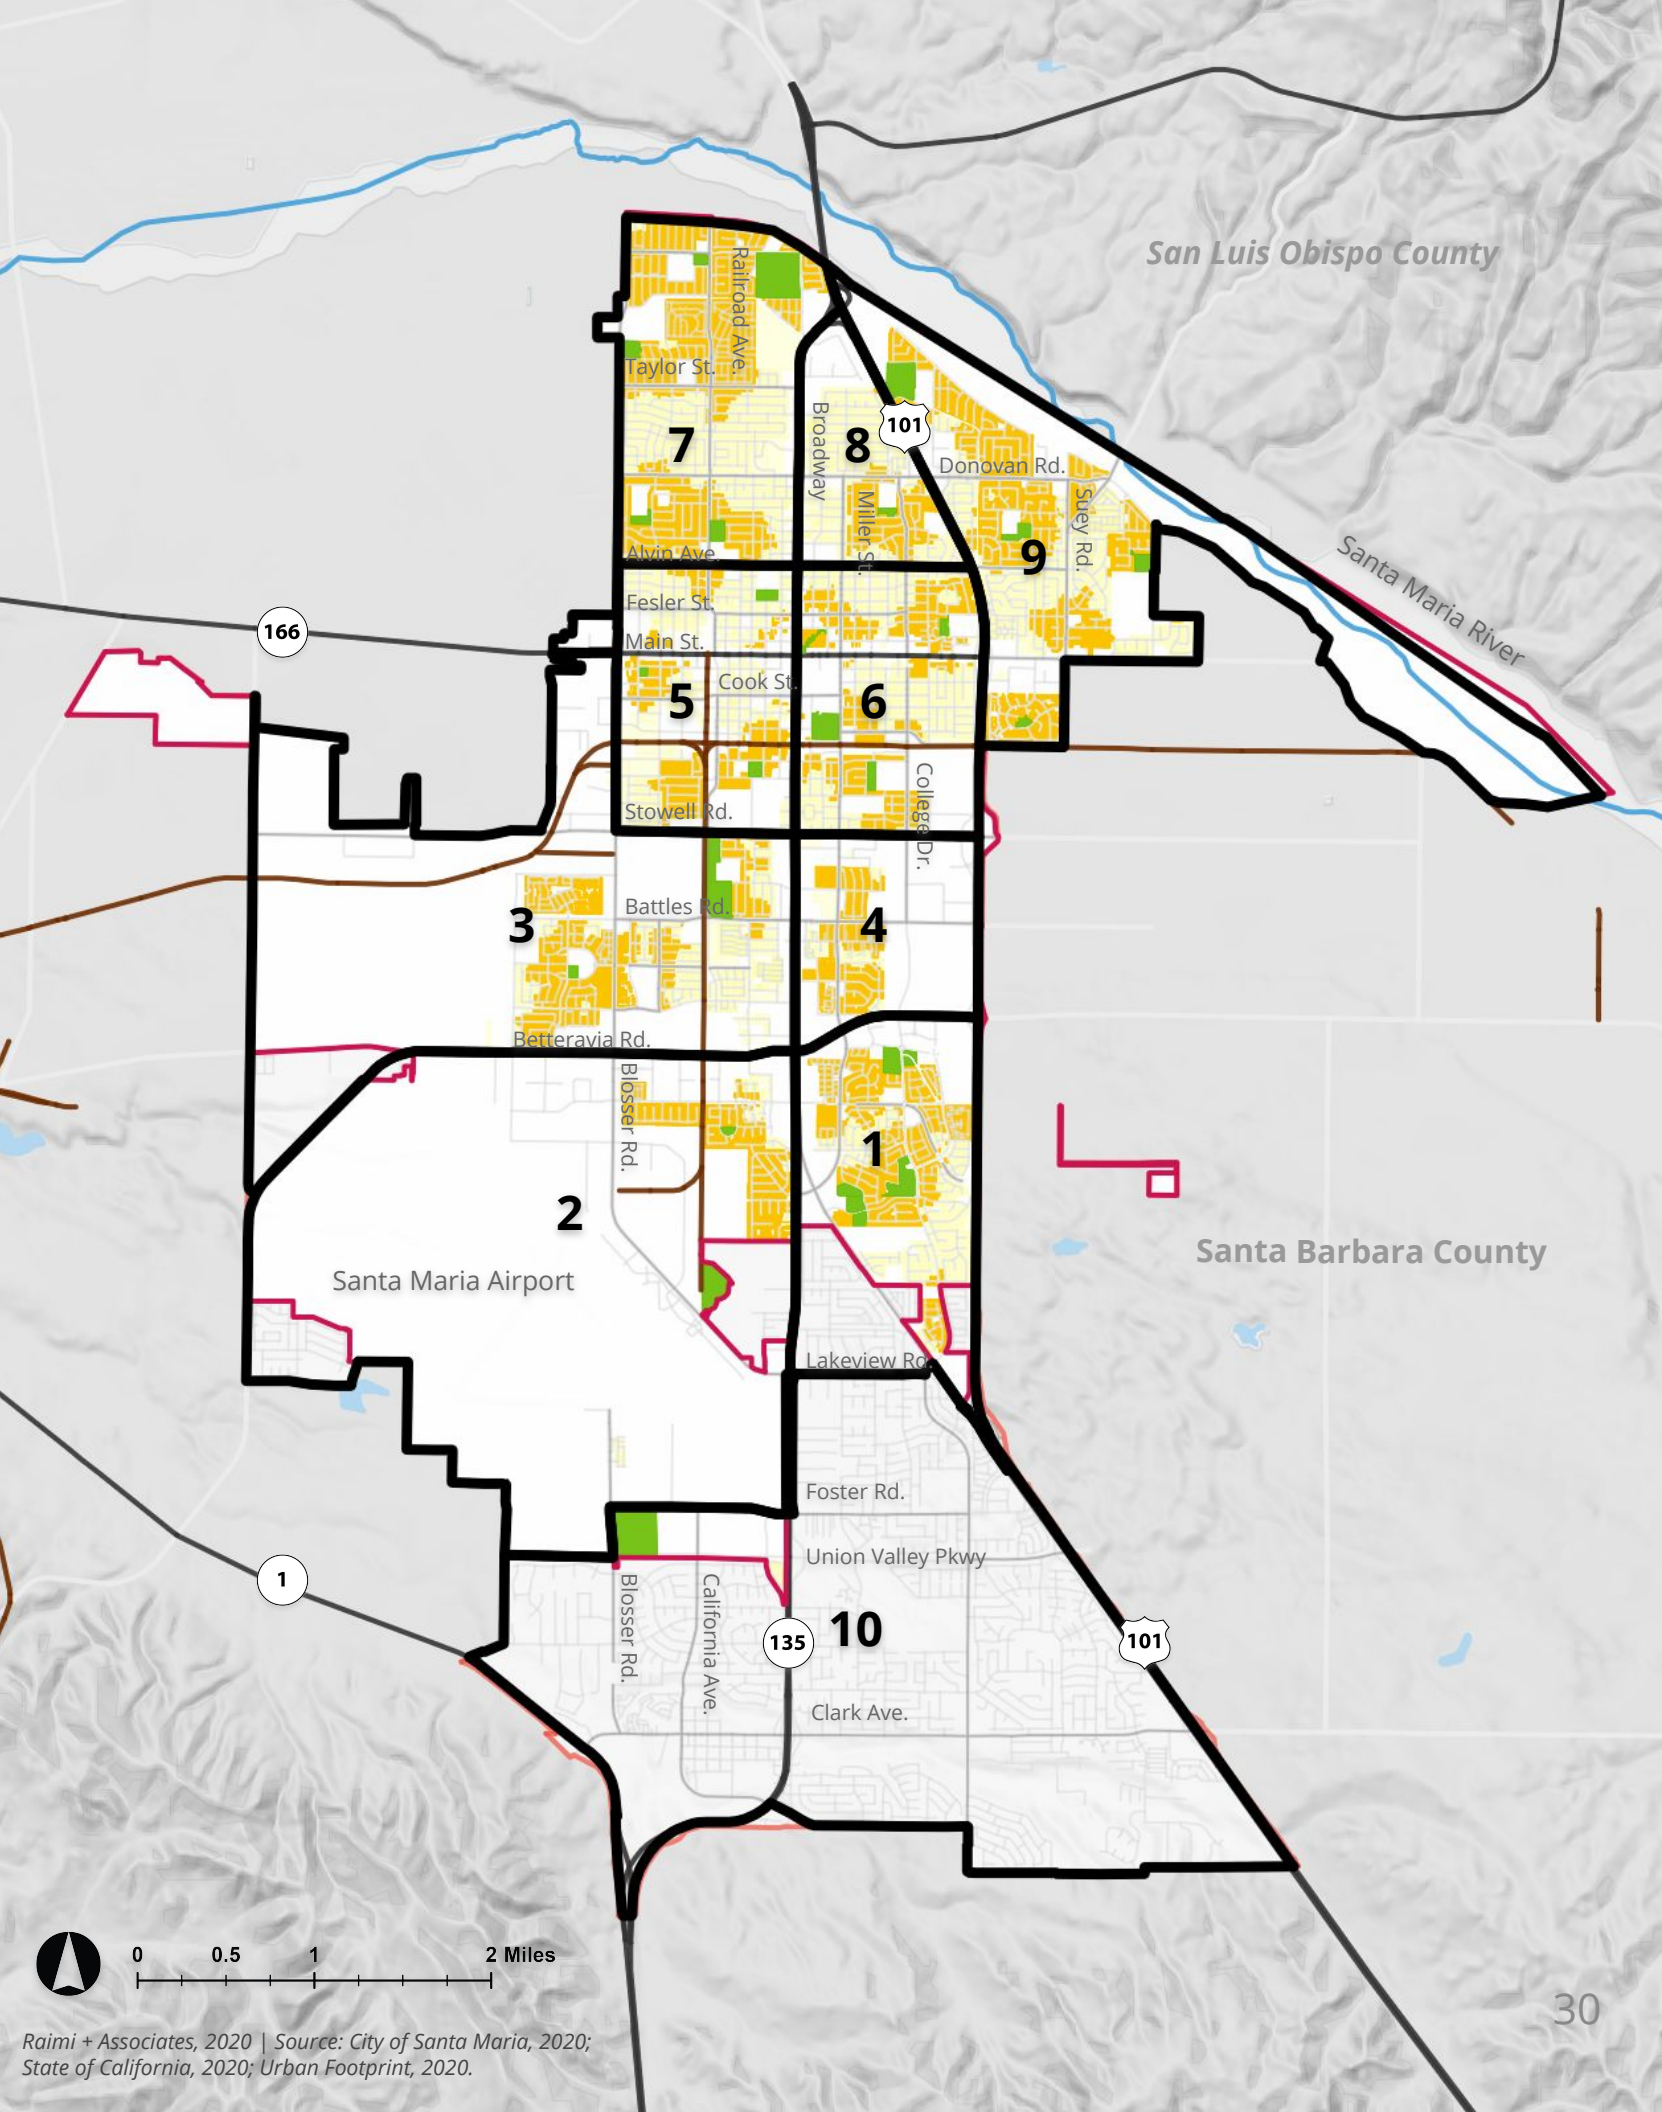 San Luis Obispo County
Railroad Ave.
Taylor St.
7
Broadway
8
101
Donovan Rd.
Miller St.
Suey Rd.
9
Alvin Ave.
Santa Maria River
Fesler St.
166
Main St.
Cook St.
5
6
College Dr.
Stowell Rd.
Battles Rd.
3
4
Betteravia Rd.
Blosser Rd.
1
2
Santa Barbara County
Santa Maria Airport
Lakeview Rd.
Foster Rd.
Union Valley Pkwy
1
Blosser Rd.
California Ave.
10
135
101
Clark Ave.
0 0.5 1 2 Miles
30
Raimi + Associates, 2020 | Source: City of Santa Maria, 2020;
State of California, 2020; Urban Footprint, 2020.